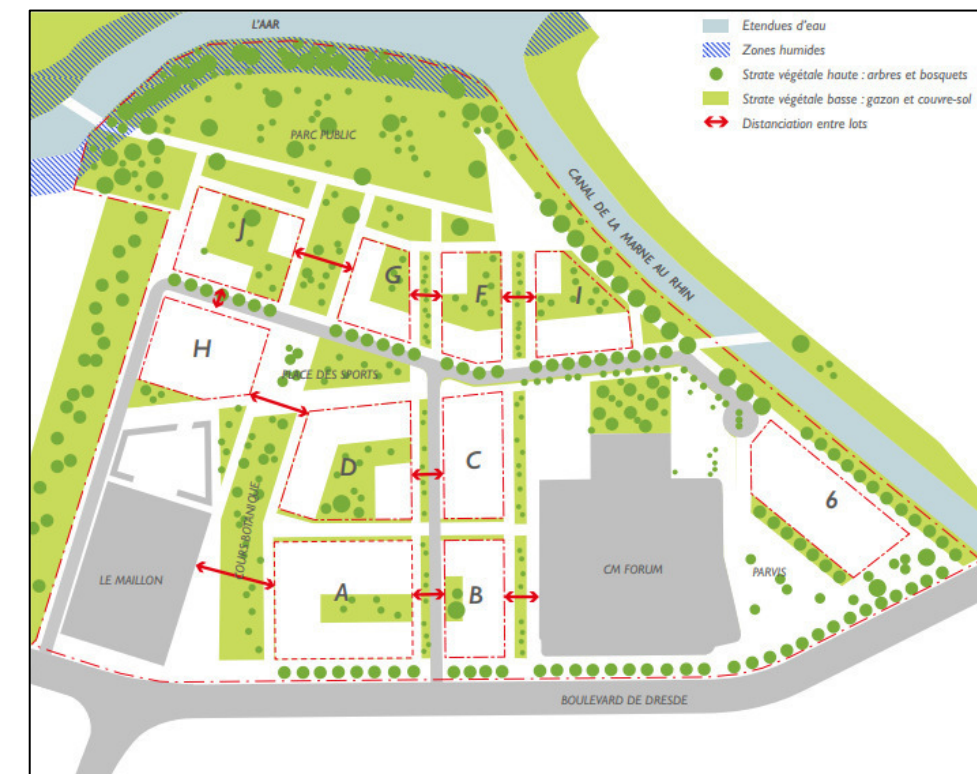 L'AAR
Etendues d'eau
Zones humides
Strate végétale haute : arbres et bosquets
Strate végétale basse : gazon et couvre-sol
Distanciation entre lots
PARC PUBLIC
CANAL DE LA MARNE AU RHIN
J
G
F
I
H
PLACE DES SPORTS
D
C
6
COURS BOTANIQUE
LE MAILLON
A
B
CM FORUM
PARVIS
BOULEVARD DE DRESDE